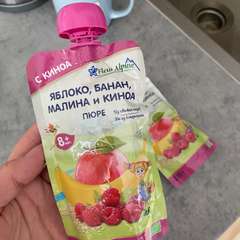 С КИНОА
Fleur Alpine
ЯБЛОКО, БАНАН,
МАЛИНА И КИНОА
ПЮРЕ
8+